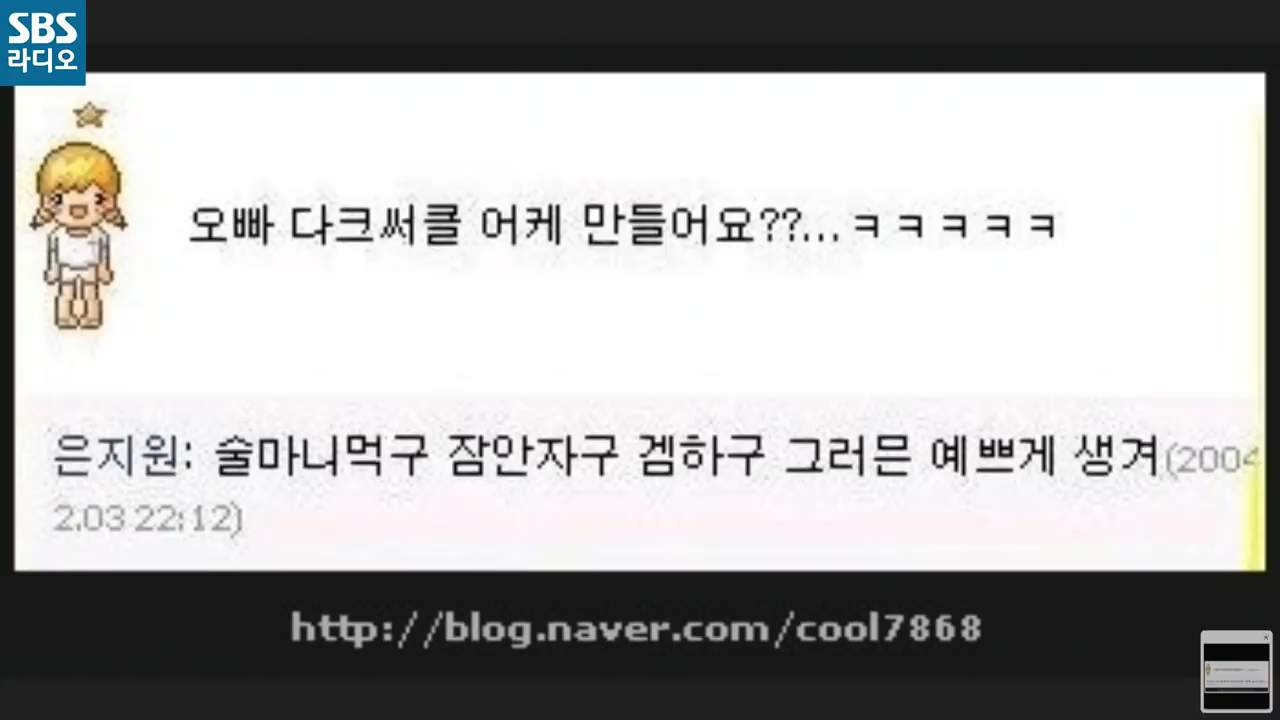 SBS
라디오
오빠 다크써클 어케 만들어요??...ㅋㅋㅋㅋㅋ
은지원: 술마니먹구 잠안자구 겜하구 그러믄 예쁘게 생겨(2004
2.03 22:12)
http://blog.naver.com/cool7868